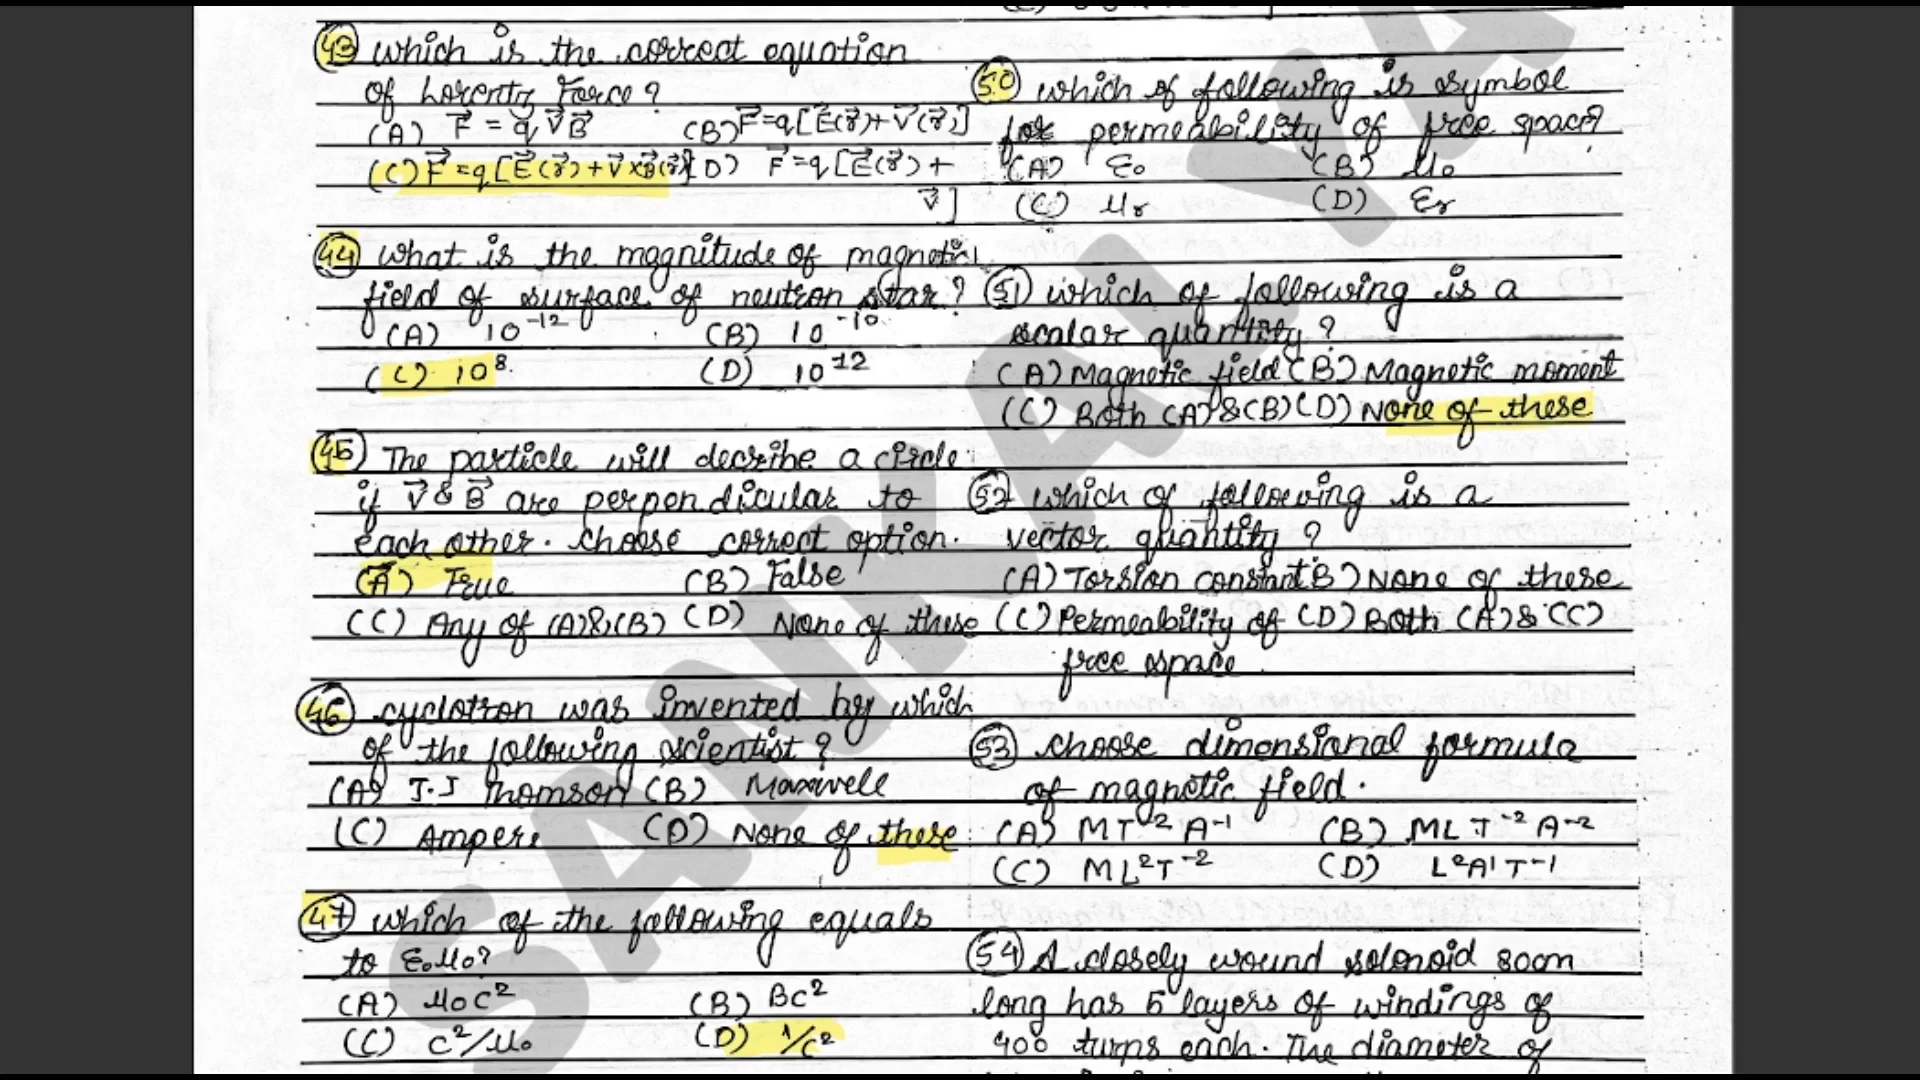 43 which is the correct equation
of Lorentz Force?
(A) F⃗ = q V⃗B⃗ (B) F⃗=q[E⃗(r⃗)+V⃗(r⃗)]
(C) F⃗=q[E⃗(r⃗)+V⃗×B⃗(r⃗)] (D) F⃗=q[E⃗(r⃗)+
v⃗]
44 what is the magnitude of magnetic
field of surface of neutron star?
(A) 10⁻¹² (B) 10⁻¹⁰
(C) 10⁸ (D) 10¹²
45 The particle will decribe a circle
if V⃗ & B⃗ are perpendicular to
each other. choose correct option.
(A) True (B) False
(C) Any of (A)&(B) (D) None of these
46 cyclotron was invented by which
of the following scientist?
(A) J.J Thomson (B) Maxwell
(C) Ampere (D) None of these
47 which of the following equals
to ε₀μ₀?
(A) μ₀c² (B) Bc²
(C) c²/μ₀ (D) 1/c²
50 which of following is symbol
for permeability of free space?
(A) ε₀ (B) μ₀
(C) μr (D) εr
51 which of following is a
scalar quantity?
(A) Magnetic field (B) Magnetic moment
(C) Both (A)&(B) (D) None of these
52 which of following is a
vector quantity?
(A) Torsion constant (B) None of these
(C) Permeability of (D) Both (A)&(C)
free space
53 choose dimensional formula
of magnetic field.
(A) MT⁻²A⁻¹ (B) MLT⁻²A⁻²
(C) ML²T⁻² (D) L²A¹T⁻¹
54 A closely wound solenoid 80cm
long has 5 layers of windings of
400 turns each. The diameter of
SANKALIYA